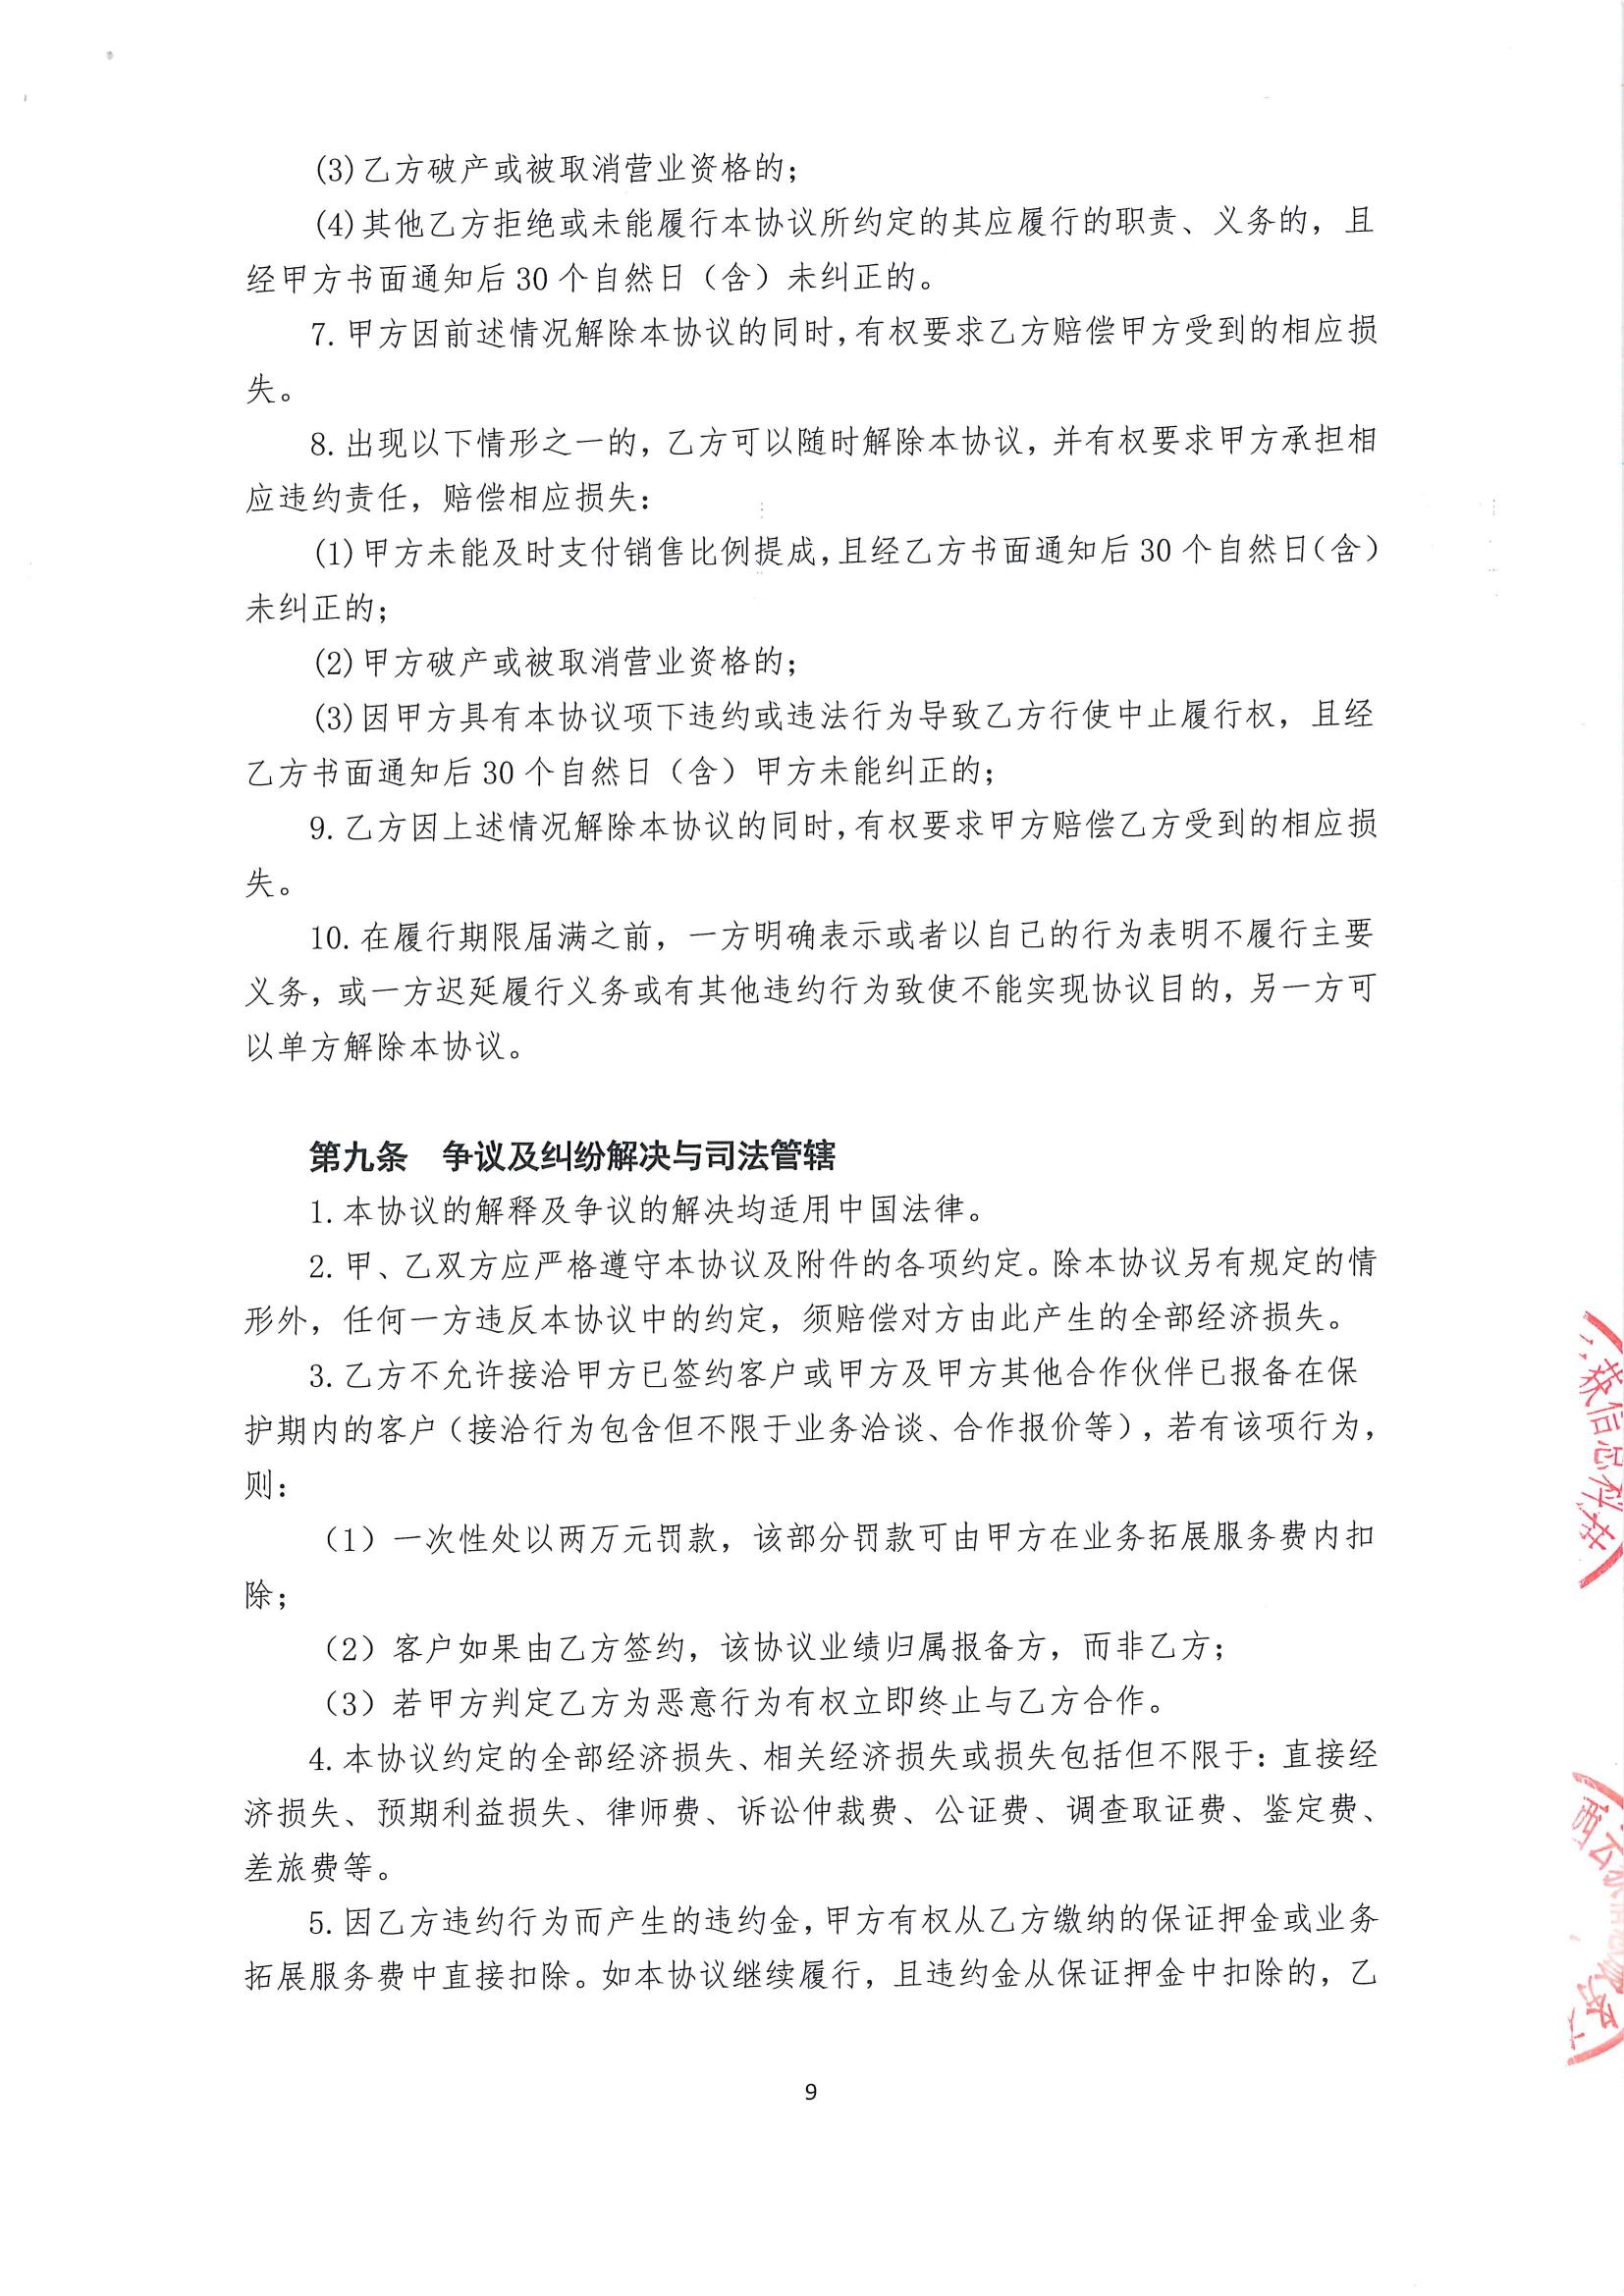 (3)乙方破产或被取消营业资格的；
(4)其他乙方拒绝或未能履行本协议所约定的其应履行的职责、义务的，且
经甲方书面通知后 30 个自然日（含）未纠正的。
7.甲方因前述情况解除本协议的同时，有权要求乙方赔偿甲方受到的相应损
失。
8.出现以下情形之一的，乙方可以随时解除本协议，并有权要求甲方承担相
应违约责任，赔偿相应损失：
(1)甲方未能及时支付销售比例提成，且经乙方书面通知后 30 个自然日（含）
未纠正的；
(2)甲方破产或被取消营业资格的；
(3)因甲方具有本协议项下违约或违法行为导致乙方行使中止履行权，且经
乙方书面通知后 30 个自然日（含）甲方未能纠正的；
9.乙方因上述情况解除本协议的同时，有权要求甲方赔偿乙方受到的相应损
失。
10.在履行期限届满之前，一方明确表示或者以自己的行为表明不履行主要
义务，或一方迟延履行义务或有其他违约行为致使不能实现协议目的，另一方可
以单方解除本协议。
第九条　争议及纠纷解决与司法管辖
1.本协议的解释及争议的解决均适用中国法律。
2.甲、乙双方应严格遵守本协议及附件的各项约定。除本协议另有规定的情
形外，任何一方违反本协议中的约定，须赔偿对方由此产生的全部经济损失。
3.乙方不允许接洽甲方已签约客户或甲方及甲方其他合作伙伴已报备在保
护期内的客户（接洽行为包含但不限于业务洽谈、合作报价等），若有该项行为，
则：
（1）一次性处以两万元罚款，该部分罚款可由甲方在业务拓展服务费内扣
除；
（2）客户如果由乙方签约，该协议业绩归属报备方，而非乙方；
（3）若甲方判定乙方为恶意行为有权立即终止与乙方合作。
4.本协议约定的全部经济损失、相关经济损失或损失包括但不限于：直接经
济损失、预期利益损失、律师费、诉讼仲裁费、公证费、调查取证费、鉴定费、
差旅费等。
5.因乙方违约行为而产生的违约金，甲方有权从乙方缴纳的保证押金或业务
拓展服务费中直接扣除。如本协议继续履行，且违约金从保证押金中扣除的，乙
9